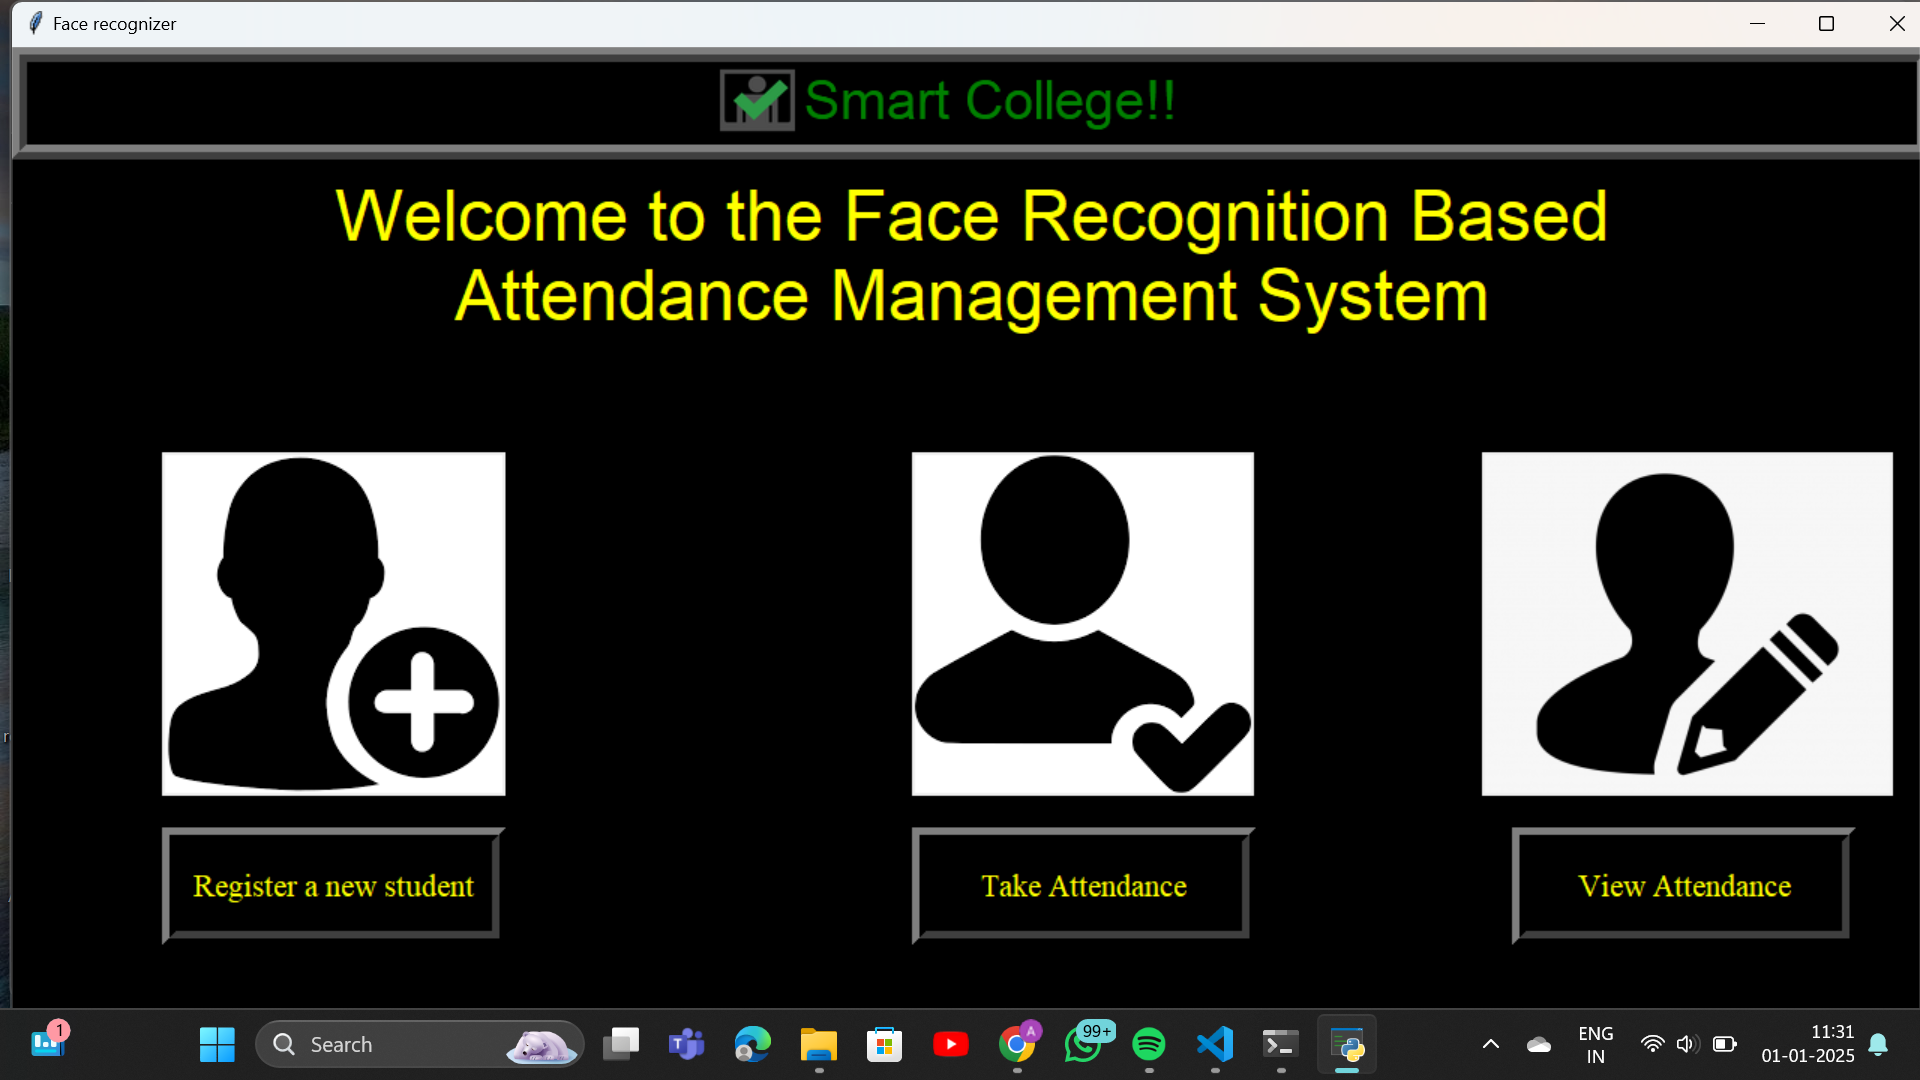 Face recognizer
Smart College!!
Welcome to the Face Recognition Based
Attendance Management System
Register a new student
Take Attendance
View Attendance
1
Search
A
99+
ENG
IN
11:31
01-01-2025